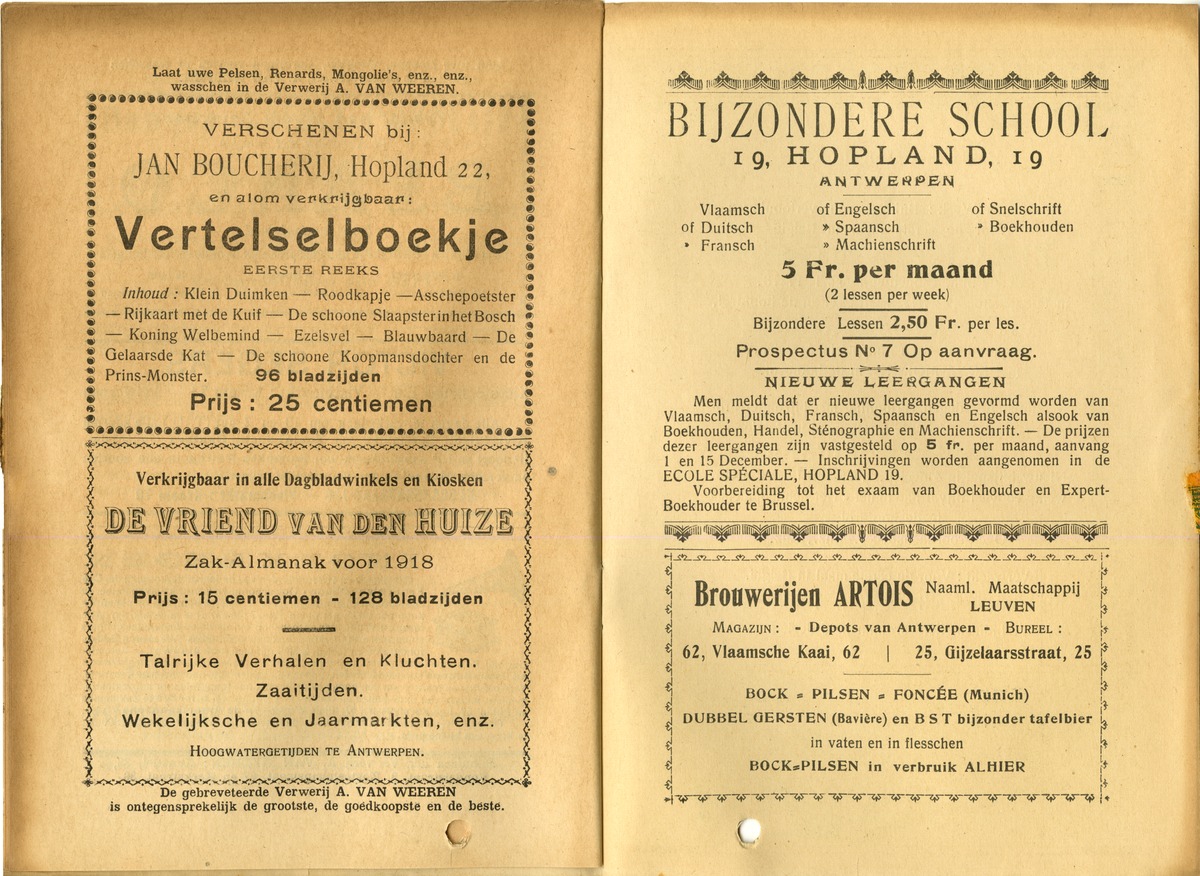 Laat uwe Pelsen, Renards, Mongolie's, enz., enz.,
wasschen in de Verwerij A. VAN WEEREN.
VERSCHENEN bij:
JAN BOUCHERIJ, Hopland 22,
en alom verkrijgbaar:
Vertelselboekje
EERSTE REEKS
Inhoud : Klein Duimken — Roodkapje —Asschepoetster
— Rijkaart met de Kuif — De schoone Slaapster in het Bosch
— Koning Welbemind — Ezelsvel — Blauwbaard — De
Gelaarsde Kat — De schoone Koopmansdochter en de
Prins-Monster. 96 bladzijden
Prijs : 25 centiemen
Verkrijgbaar in alle Dagbladwinkels en Kiosken
DE VRIEND VAN DEN HUIZE
Zak-Almanak voor 1918
Prijs : 15 centiemen - 128 bladzijden
Talrijke Verhalen en Kluchten.
Zaaitijden.
Wekelijksche en Jaarmarkten, enz.
HOOGWATERGETIJDEN TE ANTWERPEN.
De gebreveteerde Verwerij A. VAN WEEREN
is ontegensprekelijk de grootste, de goedkoopste en de beste.
BIJZONDERE SCHOOL
19, HOPLAND, 19
ANTWERPEN
Vlaamsch of Engelsch of Snelschrift
of Duitsch » Spaansch » Boekhouden
» Fransch » Machienschrift
5 Fr. per maand
(2 lessen per week)
Bijzondere Lessen 2,50 Fr. per les.
Prospectus No 7 Op aanvraag.
NIEUWE LEERGANGEN
Men meldt dat er nieuwe leergangen gevormd worden van
Vlaamsch, Duitsch, Fransch, Spaansch en Engelsch alsook van
Boekhouden, Handel, Sténographie en Machienschrift. — De prijzen
dezer leergangen zijn vastgesteld op 5 fr. per maand, aanvang
1 en 15 December. — Inschrijvingen worden aangenomen in de
ECOLE SPÉCIALE, HOPLAND 19.
Voorbereiding tot het exaam van Boekhouder en Expert-
Boekhouder te Brussel.
Brouwerijen ARTOIS Naaml. Maatschappij
LEUVEN
MAGAZIJN : - Depots van Antwerpen - BUREEL :
62, Vlaamsche Kaai, 62 | 25, Gijzelaarsstraat, 25
BOCK = PILSEN = FONCÉE (Munich)
DUBBEL GERSTEN (Bavière) en B S T bijzonder tafelbier
in vaten en in flesschen
BOCK=PILSEN in verbruik ALHIER